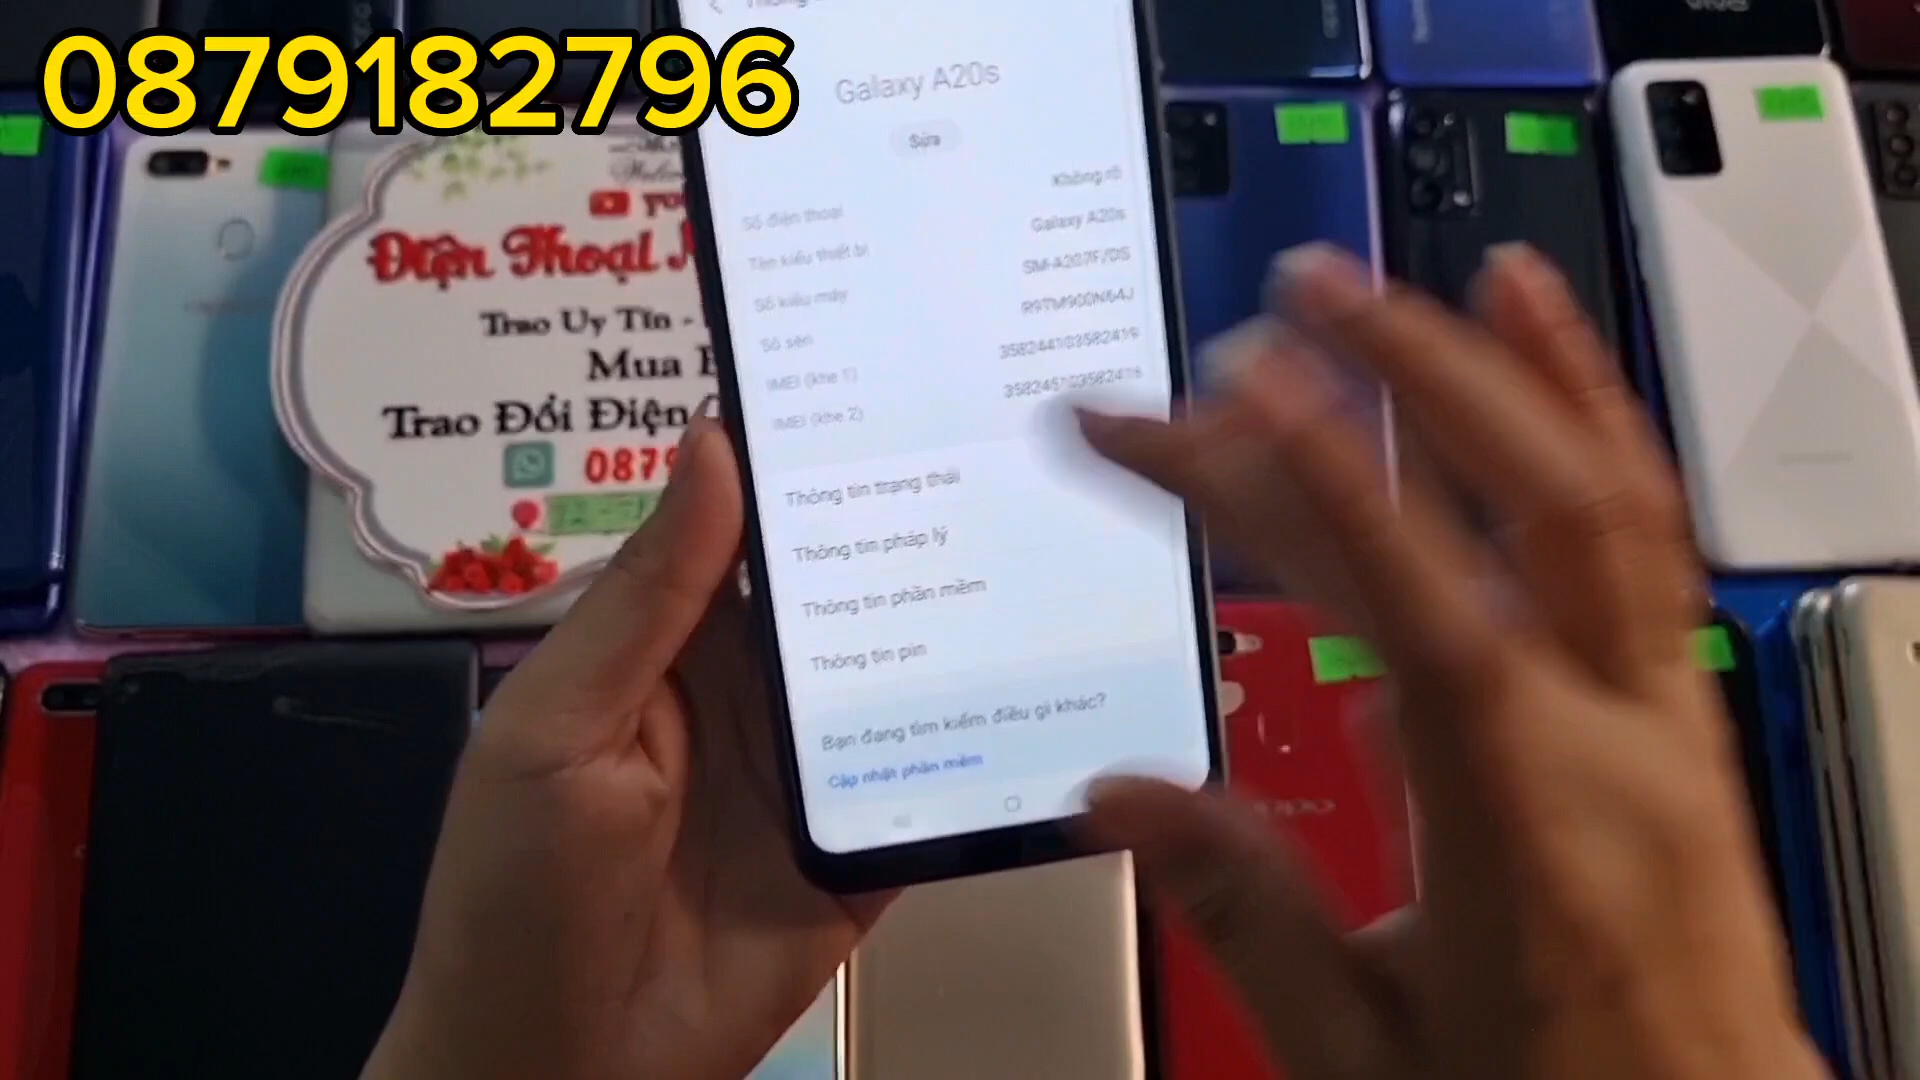 0879182796
Galaxy A20s
Sửa
Số điện thoại
Không rõ
Tên kiểu thiết bị
Galaxy A20s
Số kiểu máy
SM-A207F/DS
Số sêri
R9TM900N64J
IMEI (khe 1)
IMEI (khe 2)
Thông tin trạng thái
Thông tin pháp lý
Thông tin phần mềm
Thông tin pin
Bạn đang tìm kiếm điều gì khác?
Cập nhật phần mềm
Điện Thoại
Trao Uy Tín -
Mua
Trao Đổi Điện
0879